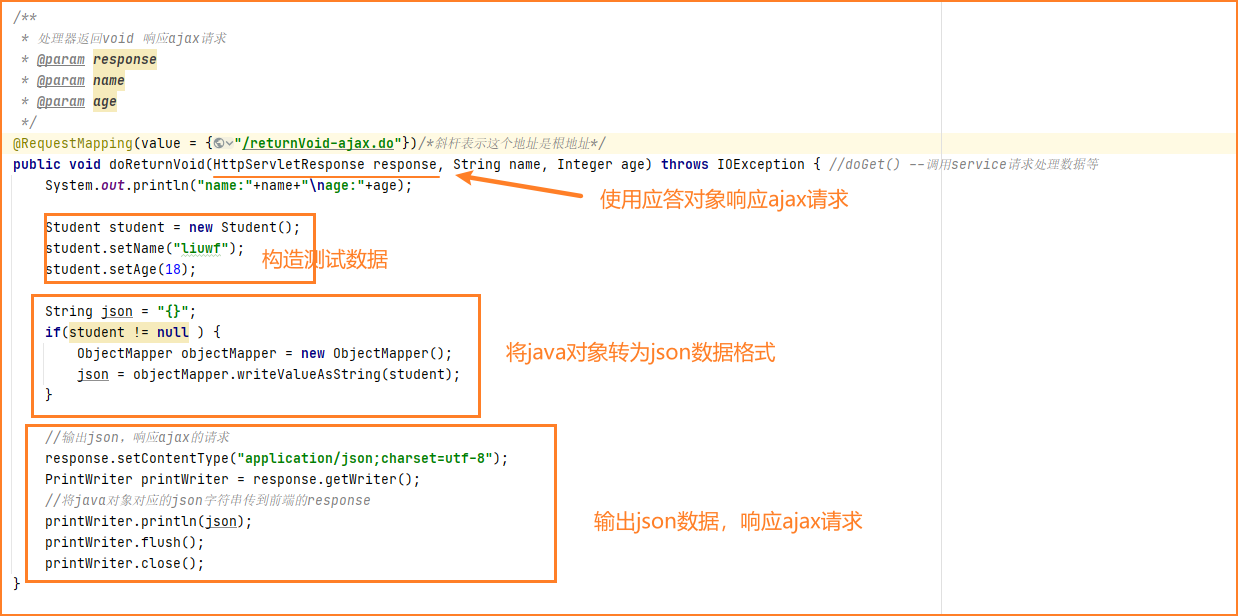 /**
* 处理器返回void 响应ajax请求
* @param response
* @param name
* @param age
*/
@RequestMapping(value = {"/returnVoid-ajax.do"})/*斜杆表示这个地址是根地址*/
public void doReturnVoid(HttpServletResponse response, String name, Integer age) throws IOException { //doGet() --调用service请求处理数据等
System.out.println("name:"+name+"\nage:"+age);
使用应答对象响应ajax请求
Student student = new Student();
student.setName("liuwf");
student.setAge(18);
构造测试数据
String json = "{}";
if(student != null ) {
ObjectMapper objectMapper = new ObjectMapper();
json = objectMapper.writeValueAsString(student);
}
将java对象转为json数据格式
//输出json，响应ajax的请求
response.setContentType("application/json;charset=utf-8");
PrintWriter printWriter = response.getWriter();
//将java对象对应的json字符串传到前端的response
printWriter.println(json);
printWriter.flush();
printWriter.close();
输出json数据，响应ajax请求
}